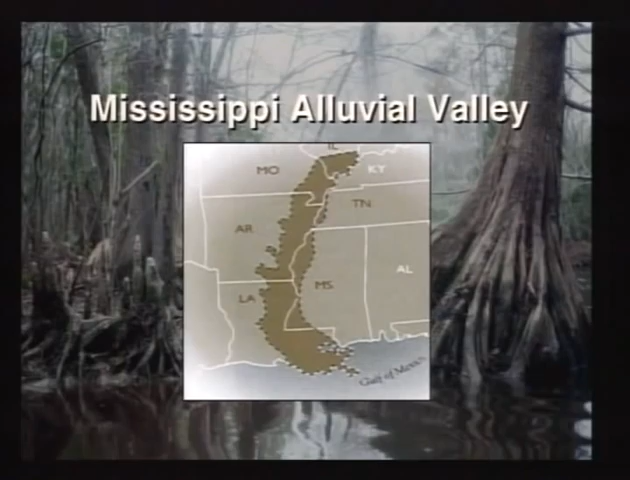 Mississippi Alluvial Valley
IL
MO
KY
TN
AR
AL
MS
LA
Gulf of Mexico